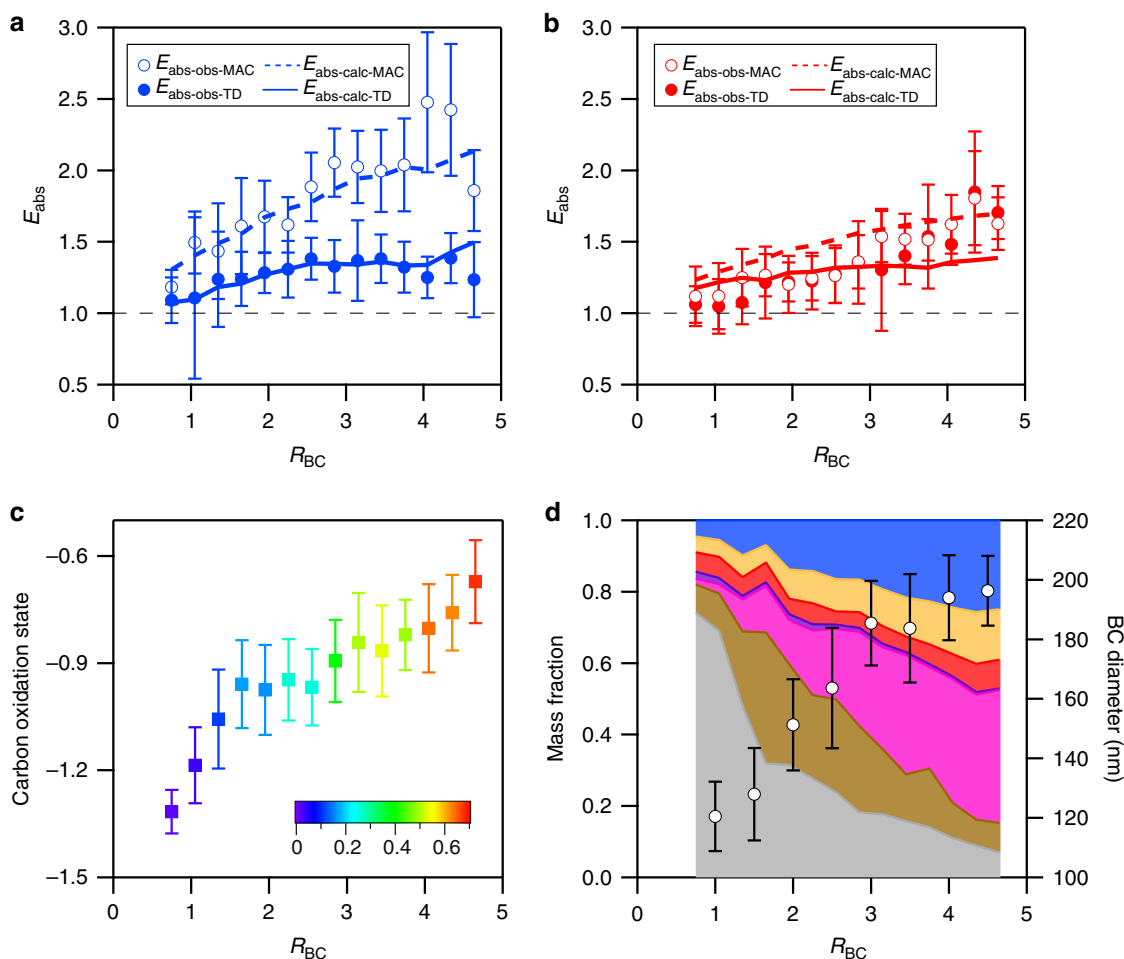 a
3.0
2.5
2.0
1.5
1.0
0.5
E_abs
E_abs-obs-MAC E_abs-calc-MAC
E_abs-obs-TD E_abs-calc-TD
0 1 2 3 4 5
R_BC
b
3.0
2.5
2.0
1.5
1.0
0.5
E_abs-obs-MAC E_abs-calc-MAC
E_abs-obs-TD E_abs-calc-TD
0 1 2 3 4 5
R_BC
c
−0.6
−0.9
−1.2
−1.5
Carbon oxidation state
0 0.2 0.4 0.6
0 1 2 3 4 5
R_BC
d
1.0
0.8
0.6
0.4
0.2
0.0
Mass fraction
220
200
180
160
140
120
100
BC diameter (nm)
0 1 2 3 4 5
R_BC